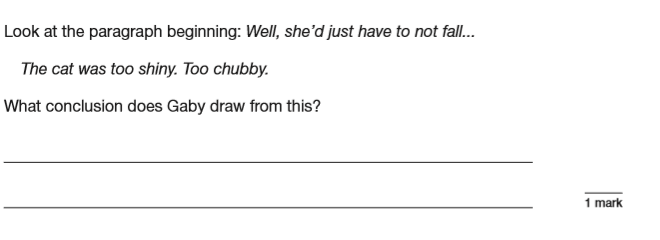 Look at the paragraph beginning: Well, she’d just have to not fall...
The cat was too shiny. Too chubby.
What conclusion does Gaby draw from this?
1 mark